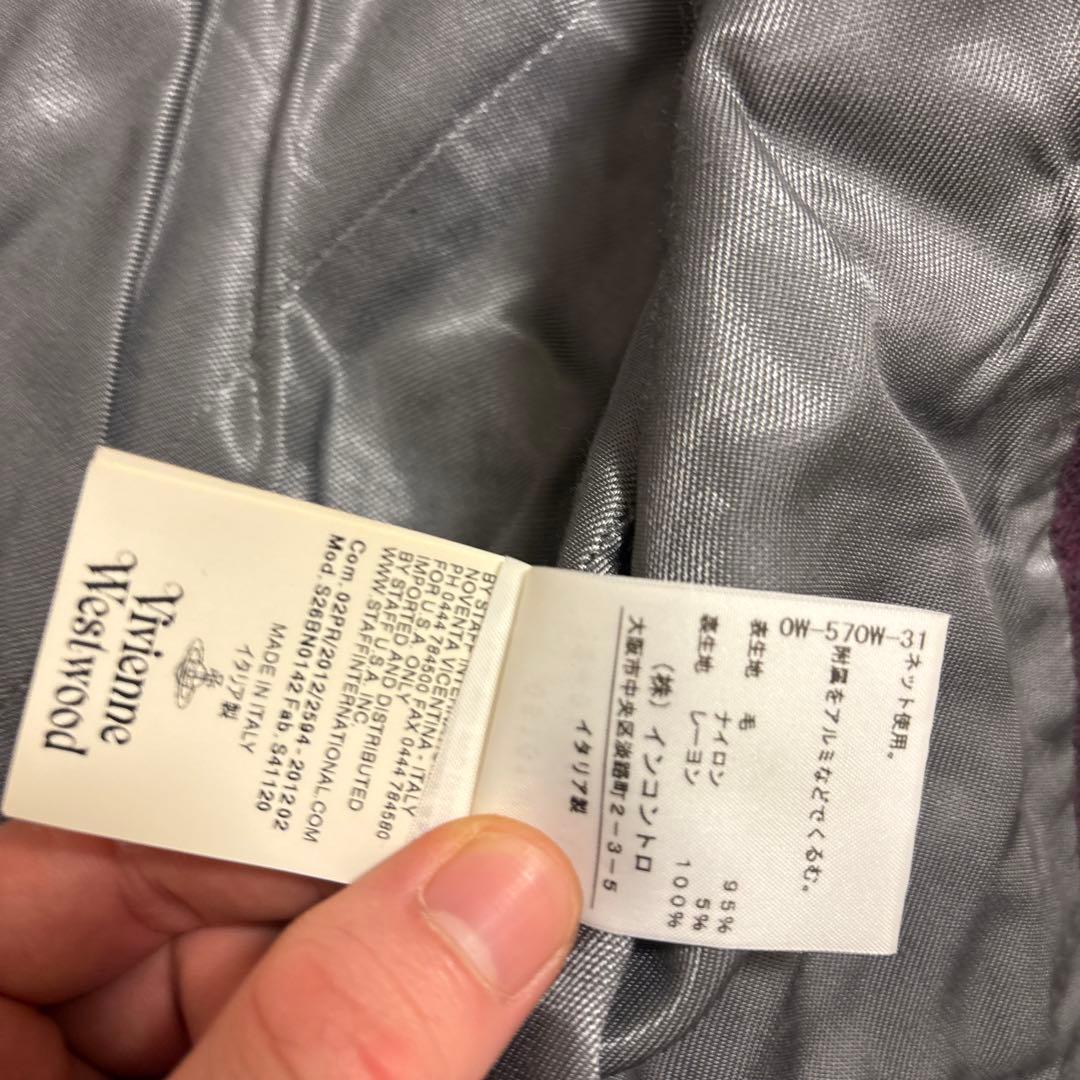 Vivienne
Westwood
イタリア製
MADE IN ITALY
Mod.S26BN0142 Fab.S41120
Com.02PR/2012/2594-201202
WWW.STAFFINTERNATIONAL.COM
BY STAFF U.S.A. INC.
IMPORTED AND DISTRIBUTED
FOR U.S.A. ONLY
PH 0444 784500 FAX 0444 784580
NOVENTA VICENTINA - ITALY
BY STAFF
ネット使用。
附属をアルミなどでくるむ。
OW-570W-31
表生地 毛 95%
ナイロン 5%
裏生地 レーヨン 100%
(株) インコントロ
大阪市中央区淡路町2-3-5
イタリア製